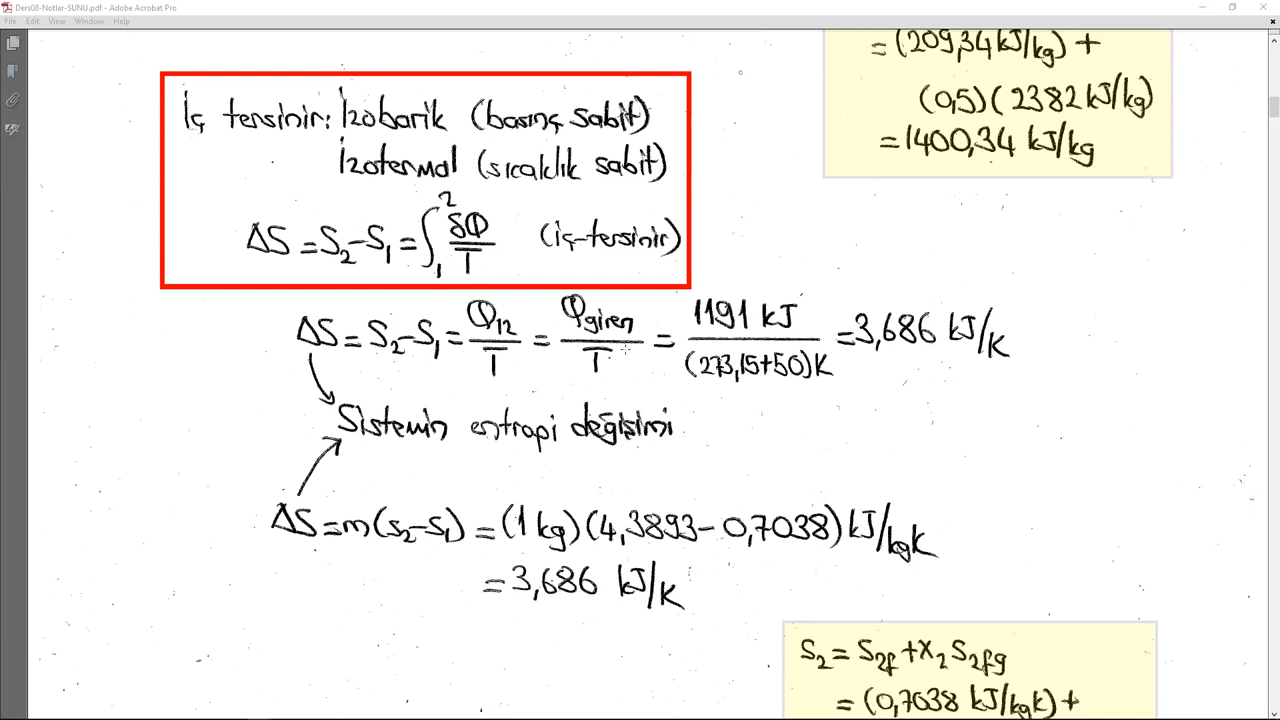 Ders08-Notlar-SUNU.pdf - Adobe Acrobat Pro
File Edit View Window Help
= (209,34 kJ/kg) +
(0,5)(2382 kJ/kg)
= 1400,34 kJ/kg
İç tersinir: İzobarik (basınç sabit)
İzotermal (sıcaklık sabit)
ΔS = S₂-S₁ = ∫₁² δQ/T (iç-tersinir)
ΔS = S₂-S₁ = Q₁₂/T = Qgiren/T = 1191 kJ/(273,15+50)K = 3,686 kJ/K
Sistemin entropi değişimi
ΔS = m(s₂-s₁) = (1 kg)(4,3893-0,7038) kJ/kgK
= 3,686 kJ/K
S₂ = S₂f + x₂ S₂fg
= (0,7038 kJ/kgK) +